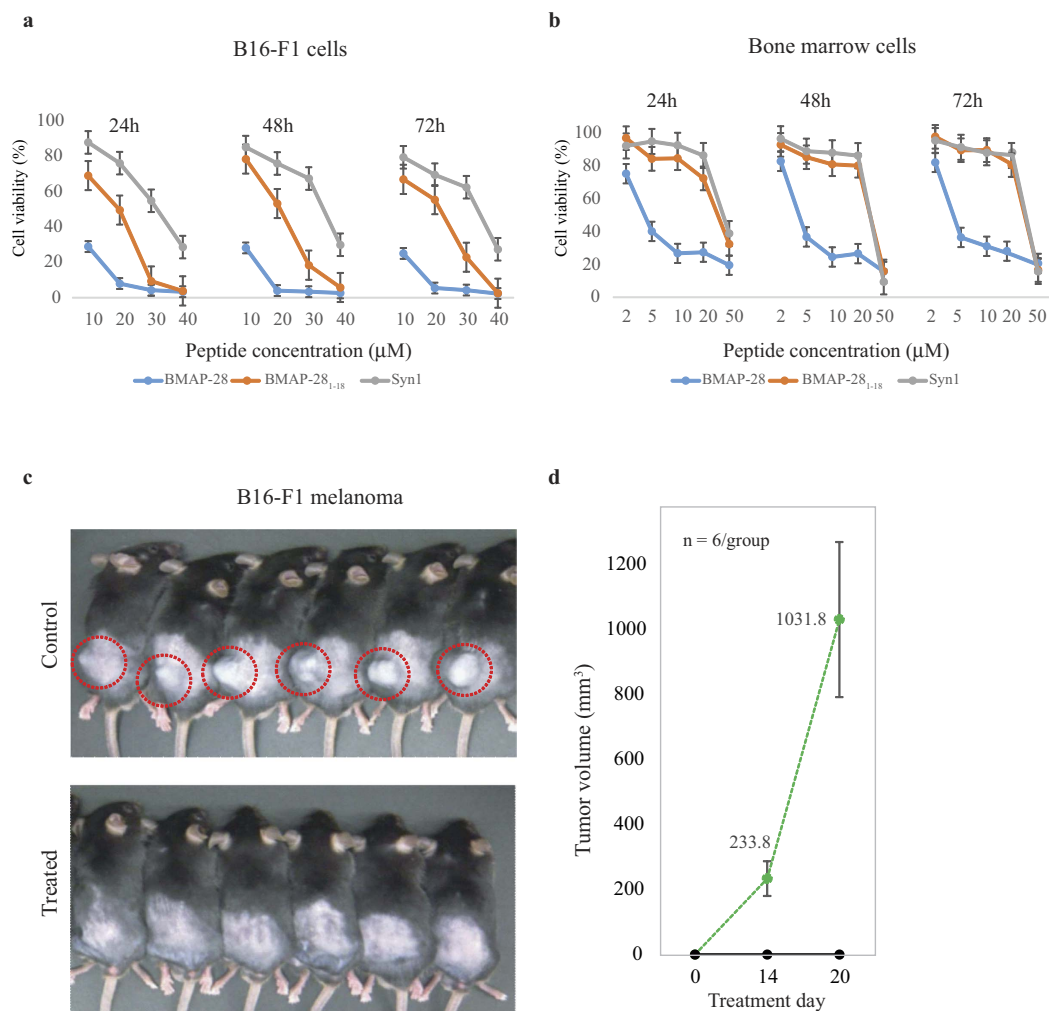 a
B16-F1 cells
Cell viability (%)
100
80
60
40
20
0
24h
48h
72h
10 20 30 40 10 20 30 40 10 20 30 40
Peptide concentration (µM)
BMAP-28 BMAP-28₁₋₁₈ Syn1
b
Bone marrow cells
Cell viability (%)
100
80
60
40
20
0
24h
48h
72h
2 5 10 20 50 2 5 10 20 50 2 5 10 20 50
Peptide concentration (µM)
BMAP-28 BMAP-28₁₋₁₈ Syn1
c
B16-F1 melanoma
Control
Treated
d
n = 6/group
Tumor volume (mm³)
1200
1000
800
600
400
200
0
1031.8
233.8
0 14 20
Treatment day